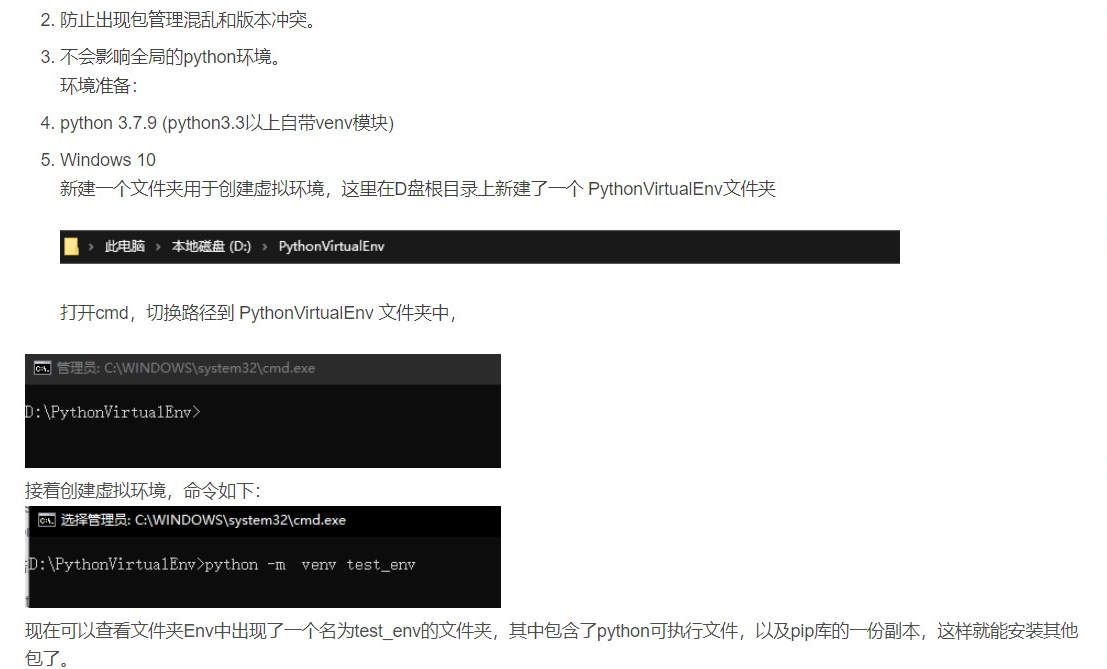 2. 防止出现包管理混乱和版本冲突。
3. 不会影响全局的python环境。
环境准备：
4. python 3.7.9 (python3.3以上自带venv模块)
5. Windows 10
新建一个文件夹用于创建虚拟环境，这里在D盘根目录上新建了一个 PythonVirtualEnv文件夹
› 此电脑 › 本地磁盘 (D:) › PythonVirtualEnv
打开cmd，切换路径到 PythonVirtualEnv 文件夹中，
管理员: C:\WINDOWS\system32\cmd.exe
D:\PythonVirtualEnv>
接着创建虚拟环境，命令如下：
选择管理员: C:\WINDOWS\system32\cmd.exe
D:\PythonVirtualEnv>python -m  venv test_env
现在可以查看文件夹Env中出现了一个名为test_env的文件夹，其中包含了python可执行文件，以及pip库的一份副本，这样就能安装其他
包了。